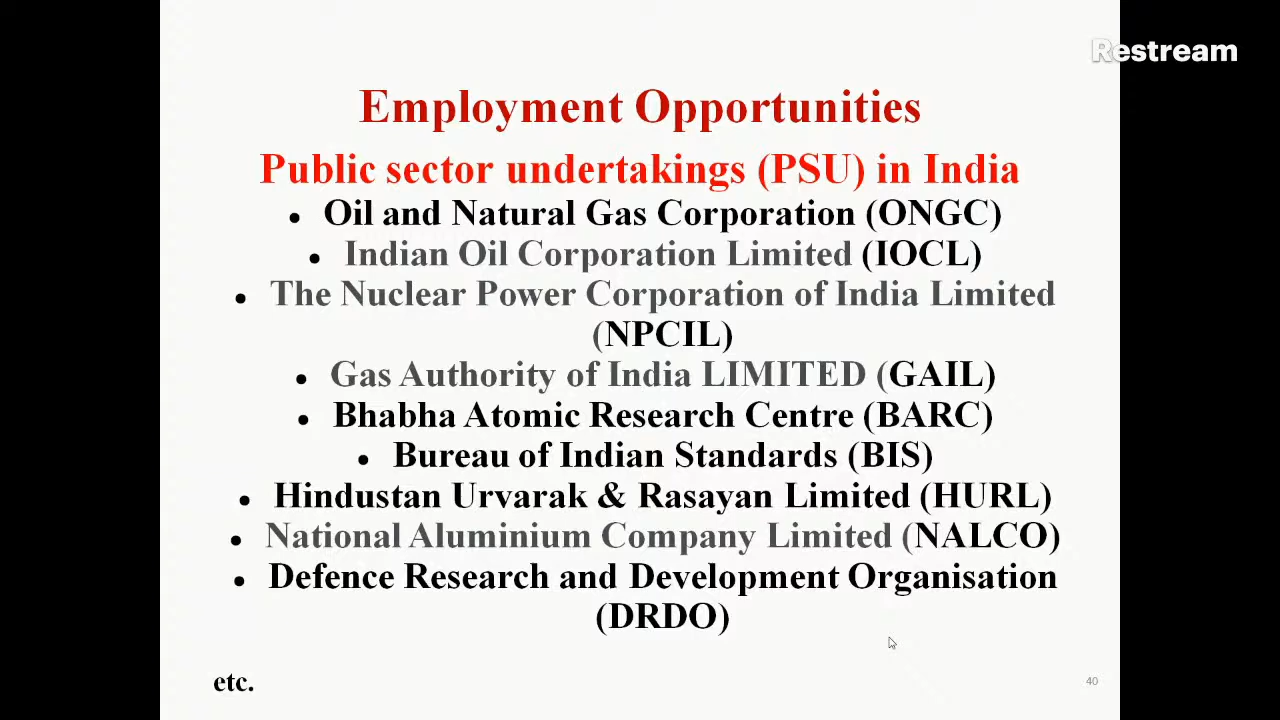 Restream
Employment Opportunities
Public sector undertakings (PSU) in India
• Oil and Natural Gas Corporation (ONGC)
• Indian Oil Corporation Limited (IOCL)
• The Nuclear Power Corporation of India Limited
(NPCIL)
• Gas Authority of India LIMITED (GAIL)
• Bhabha Atomic Research Centre (BARC)
• Bureau of Indian Standards (BIS)
• Hindustan Urvarak & Rasayan Limited (HURL)
• National Aluminium Company Limited (NALCO)
• Defence Research and Development Organisation
(DRDO)
etc.
40